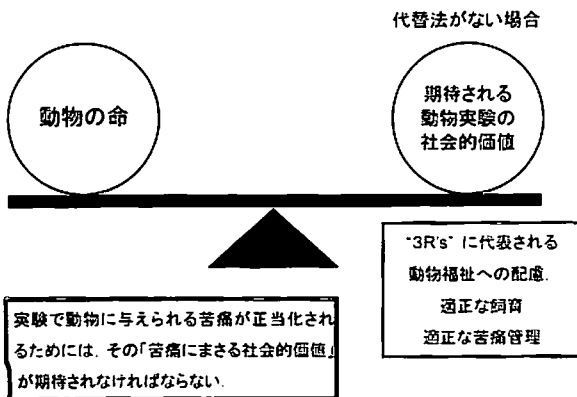 代替法がない場合
動物の命
期待される
動物実験の
社会的価値
"3R's" に代表される
動物福祉への配慮.
適正な飼育
適正な苦痛管理
実験で動物に与えられる苦痛が正当化され
るためには, その「苦痛にまさる社会的価値」
が期待されなければならない.